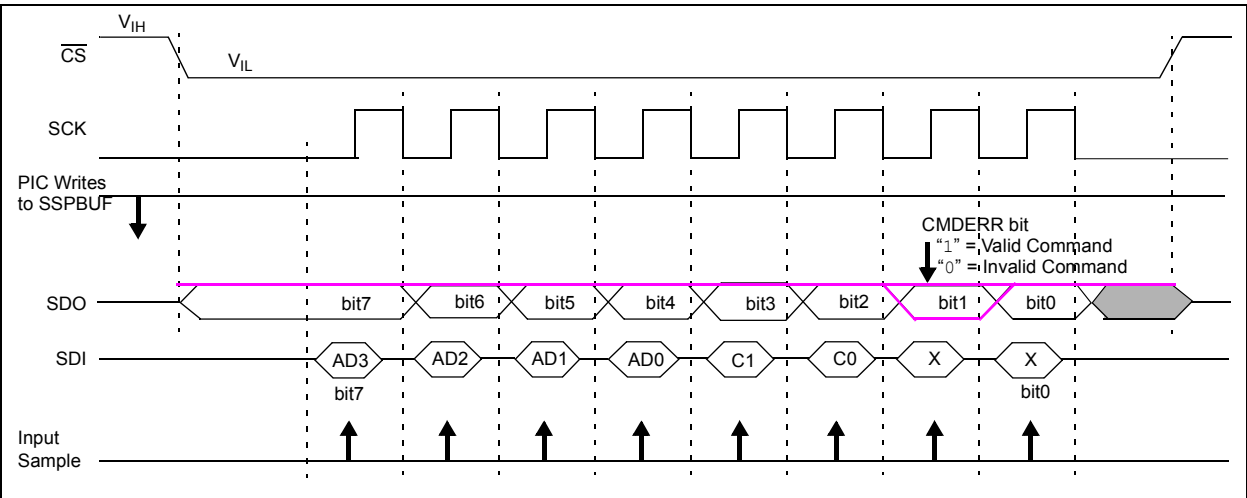 VIH
CS
VIL
SCK
PIC Writes
to SSPBUF
CMDERR bit
“1” = Valid Command
“0” = Invalid Command
SDO bit7 bit6 bit5 bit4 bit3 bit2 bit1 bit0
SDI AD3 AD2 AD1 AD0 C1 C0 X X
bit7 bit0
Input
Sample